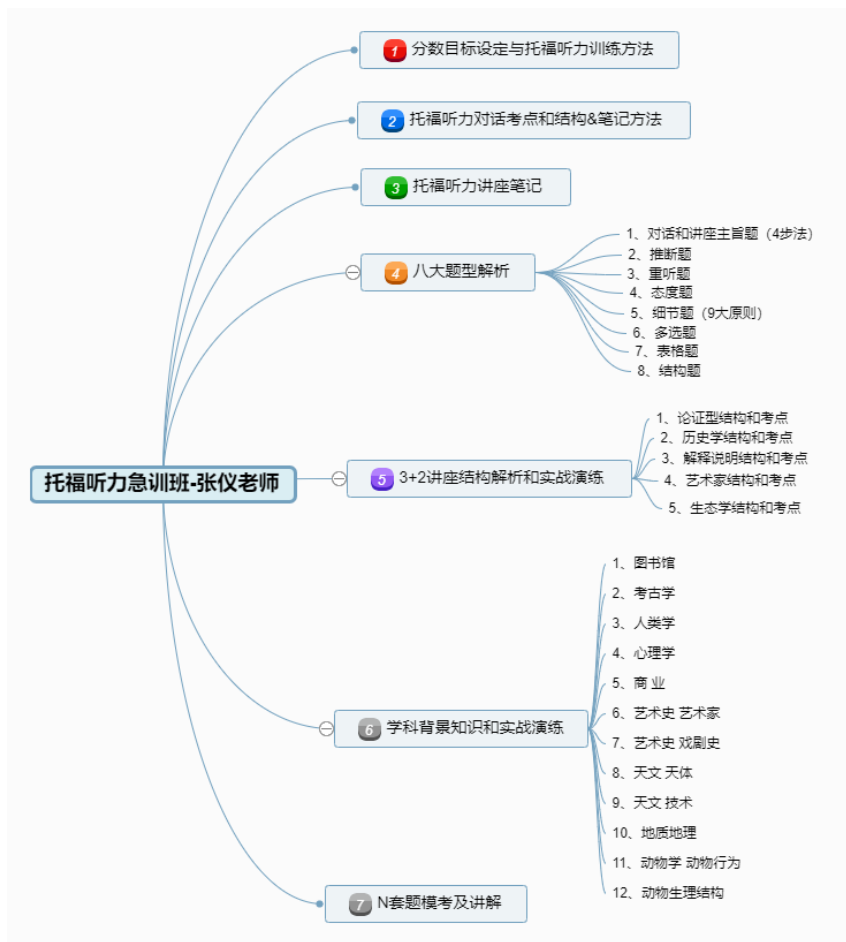 1 分数目标设定与托福听力训练方法
2 托福听力对话考点和结构&笔记方法
3 托福听力讲座笔记
4 八大题型解析
1、对话和讲座主旨题（4步法）
2、推断题
3、重听题
4、态度题
5、细节题（9大原则）
6、多选题
7、表格题
8、结构题
托福听力急训班-张仪老师
5 3+2讲座结构解析和实战演练
1、论证型结构和考点
2、历史学结构和考点
3、解释说明结构和考点
4、艺术家结构和考点
5、生态学结构和考点
6 学科背景知识和实战演练
1、图书馆
2、考古学
3、人类学
4、心理学
5、商 业
6、艺术史 艺术家
7、艺术史 戏剧史
8、天文 天体
9、天文 技术
10、地质地理
11、动物学 动物行为
12、动物生理结构
7 N套题模考及讲解